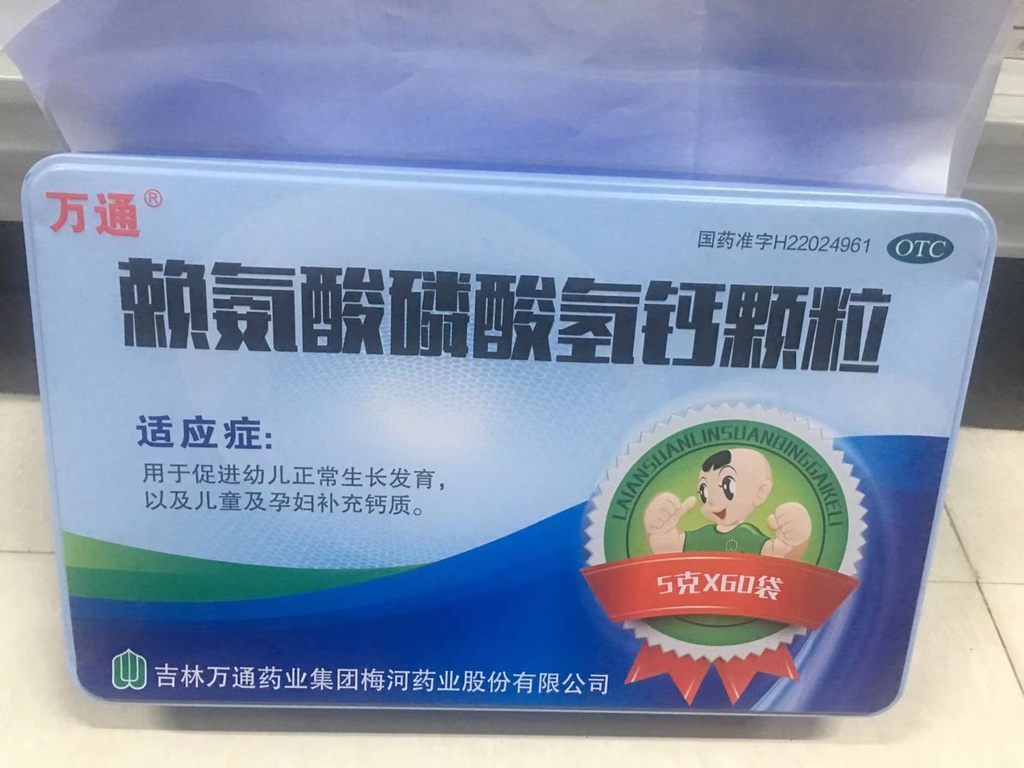 万通®
国药准字H22024961 OTC
赖氨酸磷酸氢钙颗粒
适应症:
用于促进幼儿正常生长发育,
以及儿童及孕妇补充钙质。
LAIANSUANLINSUANQINGGAIKELI
5克X60袋
吉林万通药业集团梅河药业股份有限公司